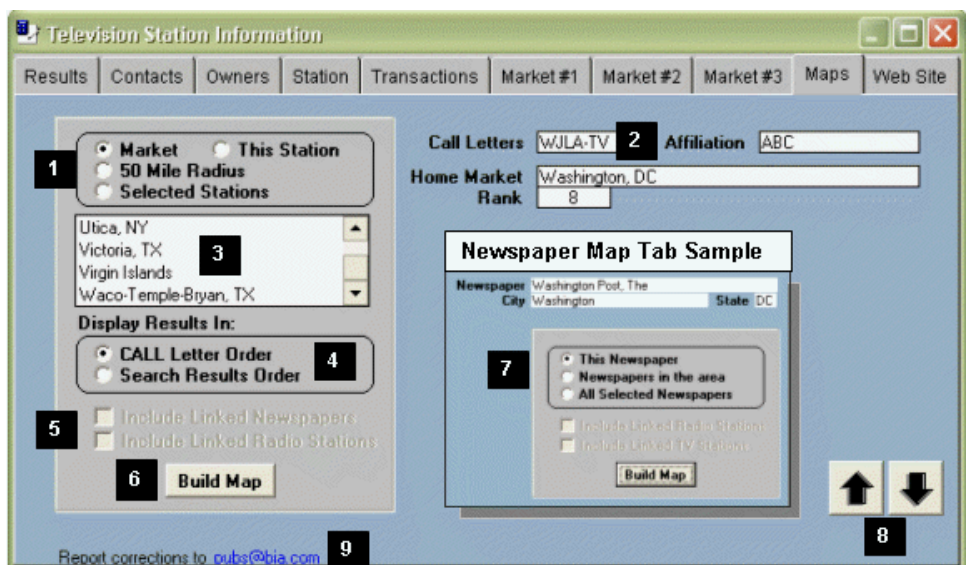 Television Station Information
Results Contacts Owners Station Transactions Market #1 Market #2 Market #3 Maps Web Site
1
Market This Station
50 Mile Radius
Selected Stations
Call Letters WJLA-TV 2 Affiliation ABC
Home Market Washington, DC
Rank 8
Utica, NY
Victoria, TX
Virgin Islands
Waco-Temple-Bryan, TX
3
Display Results In:
CALL Letter Order
Search Results Order
4
5
Include Linked Newspapers
Include Linked Radio Stations
6 Build Map
Newspaper Map Tab Sample
Newspaper Washington Post, The
City Washington State DC
7
This Newspaper
Newspapers in the area
All Selected Newspapers
Include Linked Radio Stations
Include Linked TV Stations
Build Map
8
Report corrections to pubs@bia.com 9